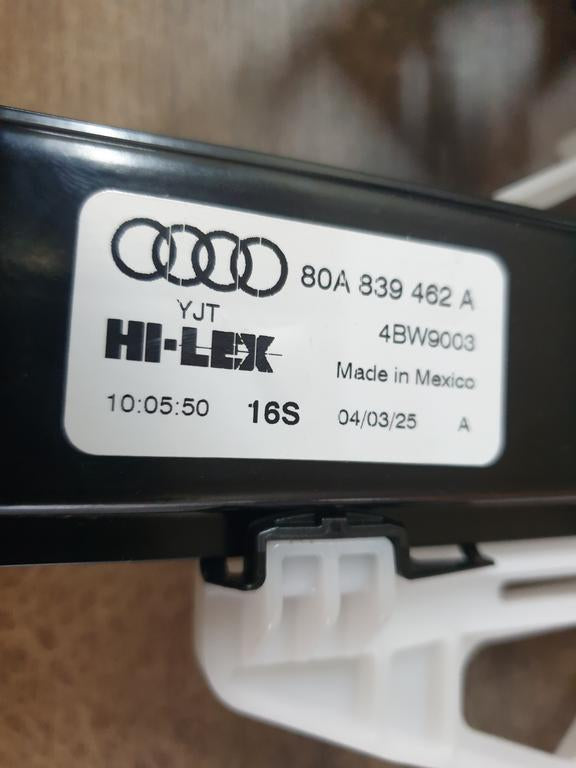 80A 839 462 A
YJT
4BW9003
HI-LEX
Made in Mexico
10:05:50 16S 04/03/25 A